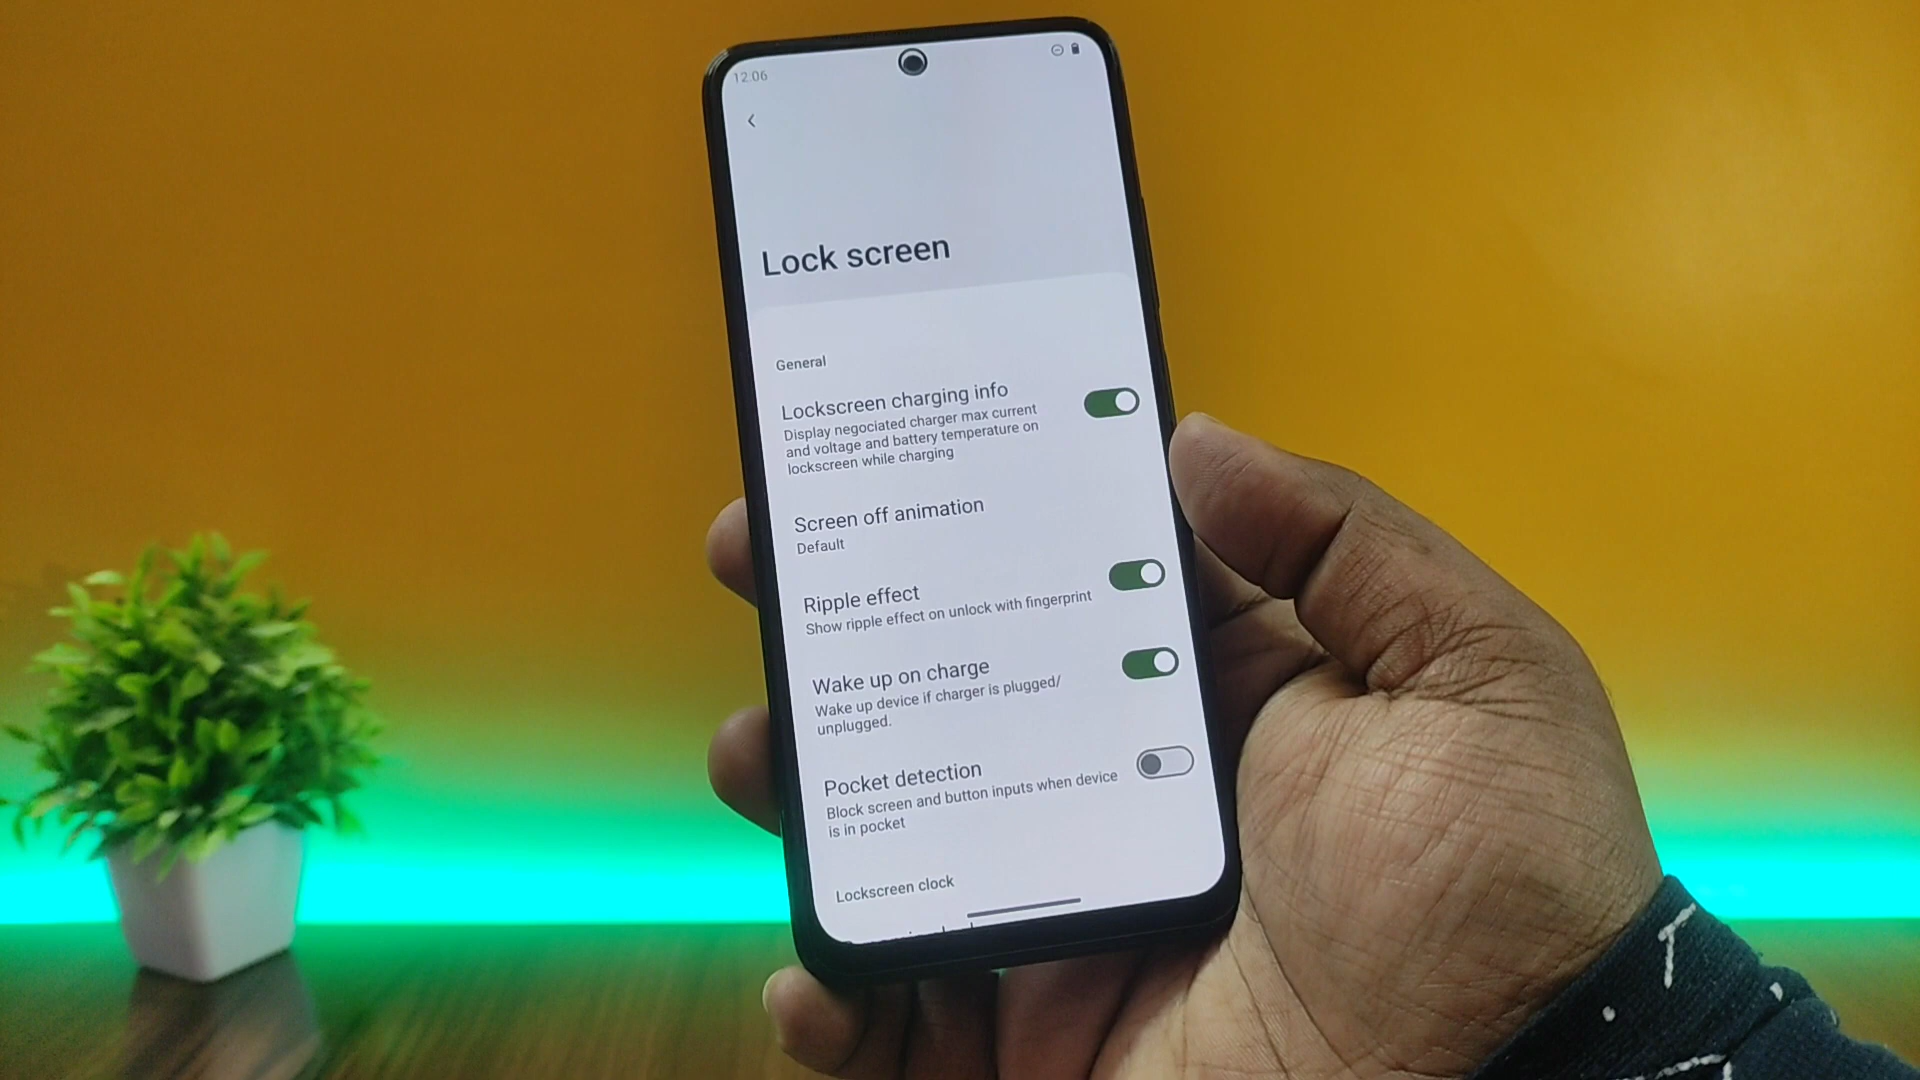 12:06
Lock screen
General
Lockscreen charging info
Display negociated charger max current
and voltage and battery temperature on
lockscreen while charging
Screen off animation
Default
Ripple effect
Show ripple effect on unlock with fingerprint
Wake up on charge
Wake up device if charger is plugged/
unplugged.
Pocket detection
Block screen and button inputs when device
is in pocket
Lockscreen clock